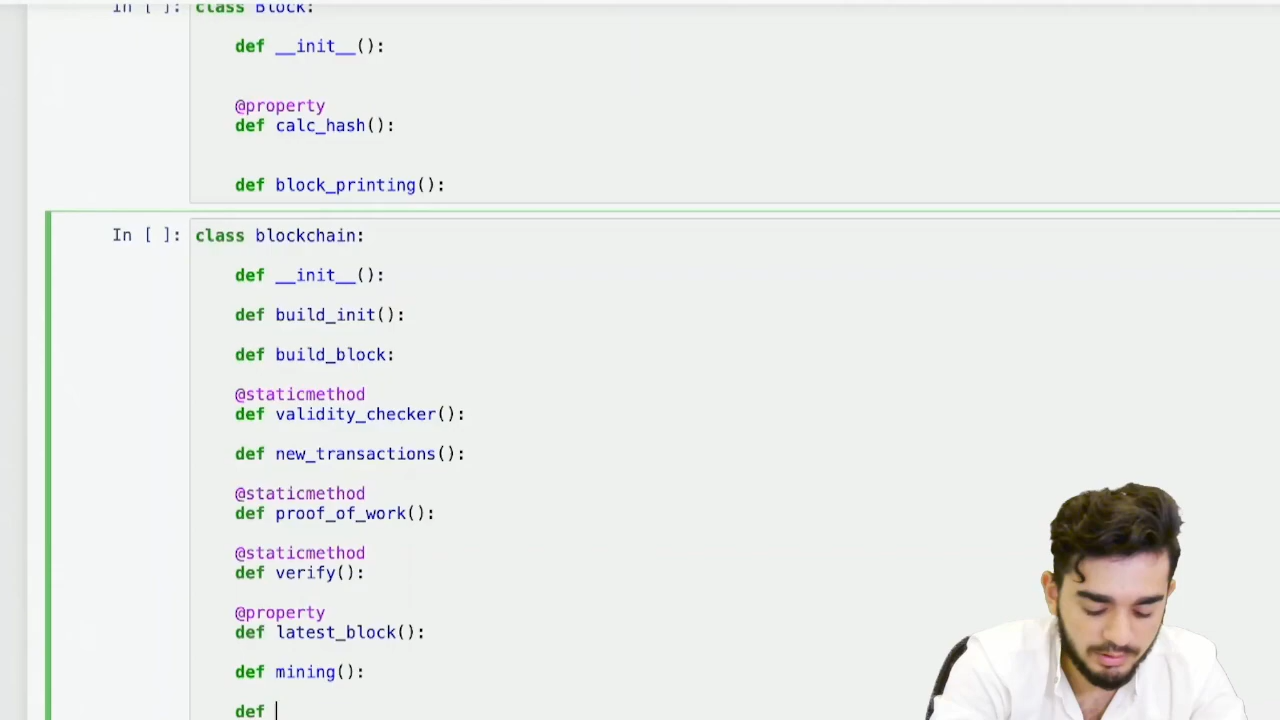 In [ ]: class Block:
def __init__():
@property
def calc_hash():
def block_printing():
In [ ]: class blockchain:
def __init__():
def build_init():
def build_block:
@staticmethod
def validity_checker():
def new_transactions():
@staticmethod
def proof_of_work():
@staticmethod
def verify():
@property
def latest_block():
def mining():
def